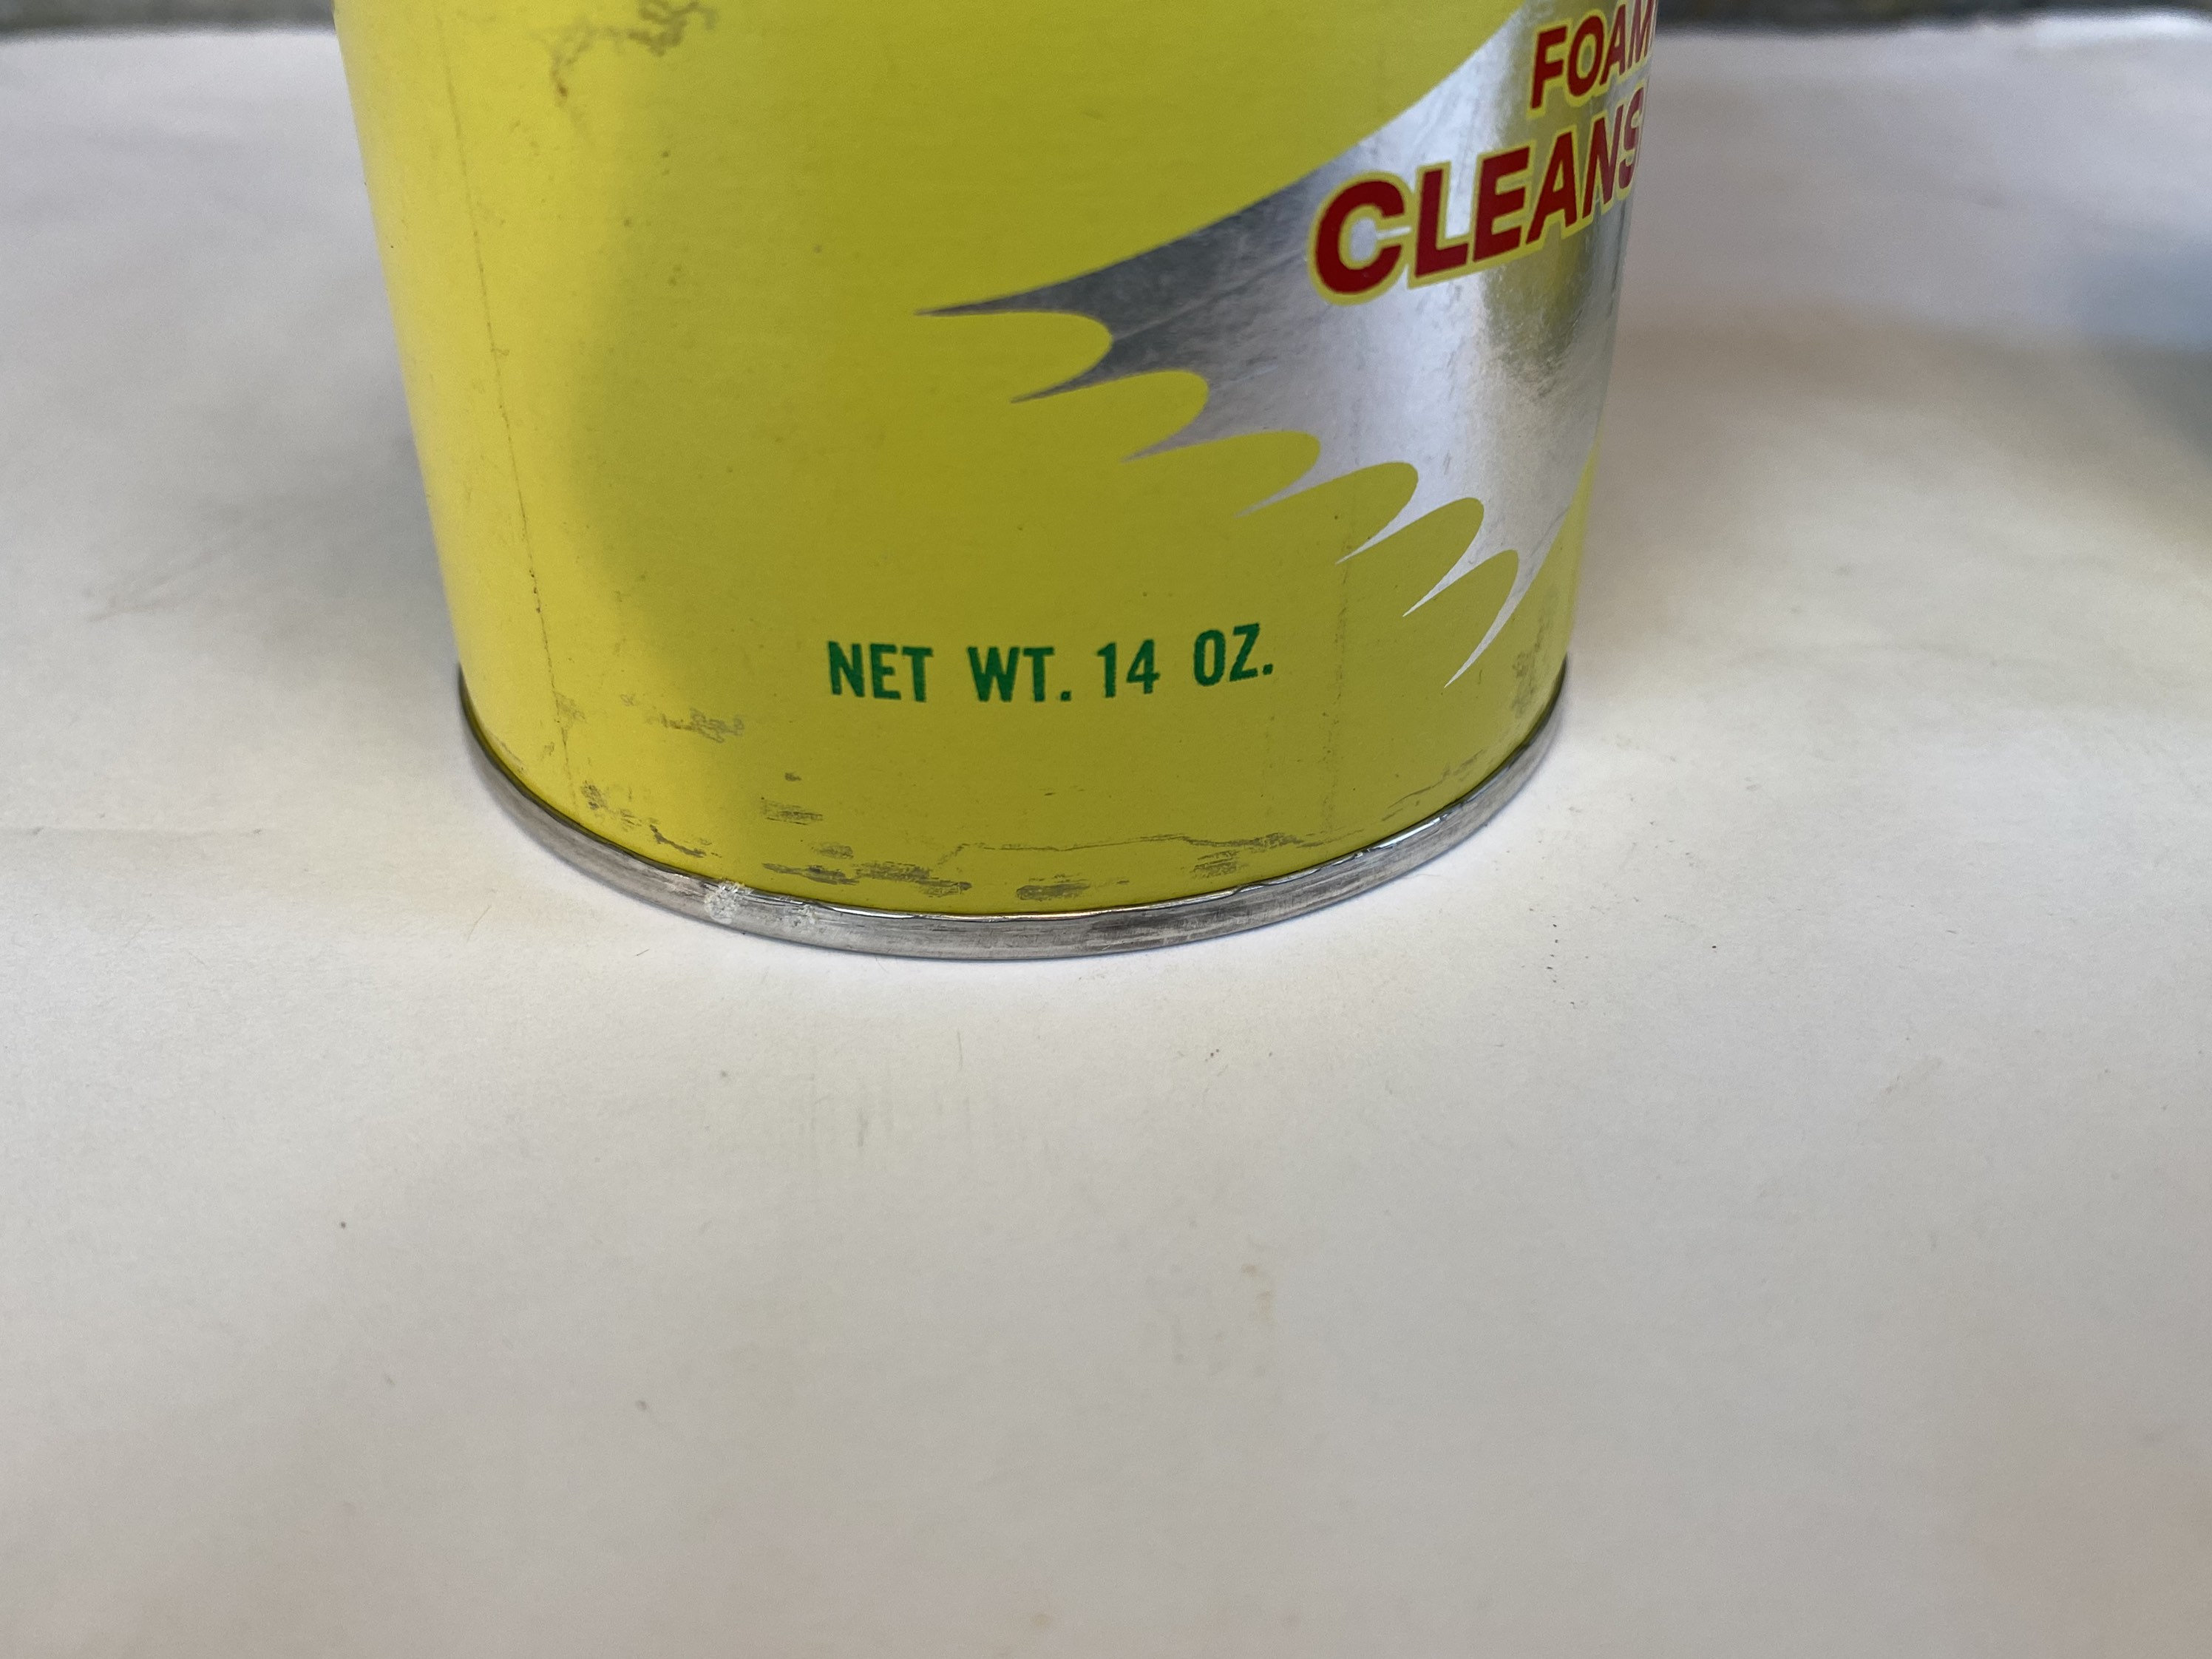 FOAM
CLEANS
NET WT. 14 OZ.